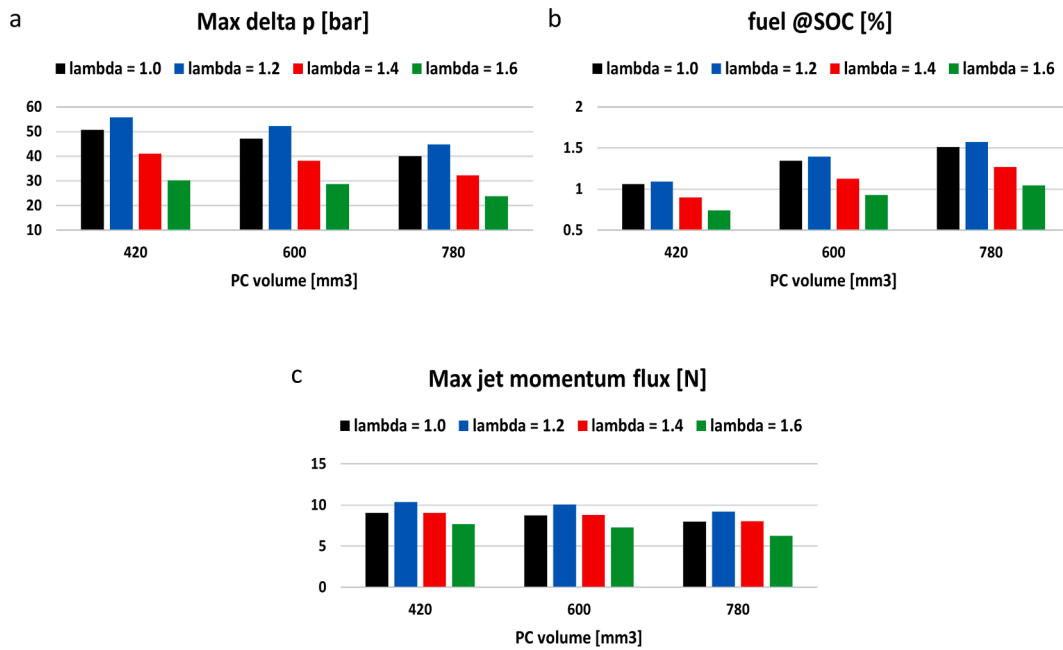 a
Max delta p [bar]
lambda = 1.0 lambda = 1.2 lambda = 1.4 lambda = 1.6
60
50
40
30
20
10
420 600 780
PC volume [mm3]
b
fuel @SOC [%]
lambda = 1.0 lambda = 1.2 lambda = 1.4 lambda = 1.6
2
1.5
1
0.5
420 600 780
PC volume [mm3]
c
Max jet momentum flux [N]
lambda = 1.0 lambda = 1.2 lambda = 1.4 lambda = 1.6
15
10
5
0
420 600 780
PC volume [mm3]